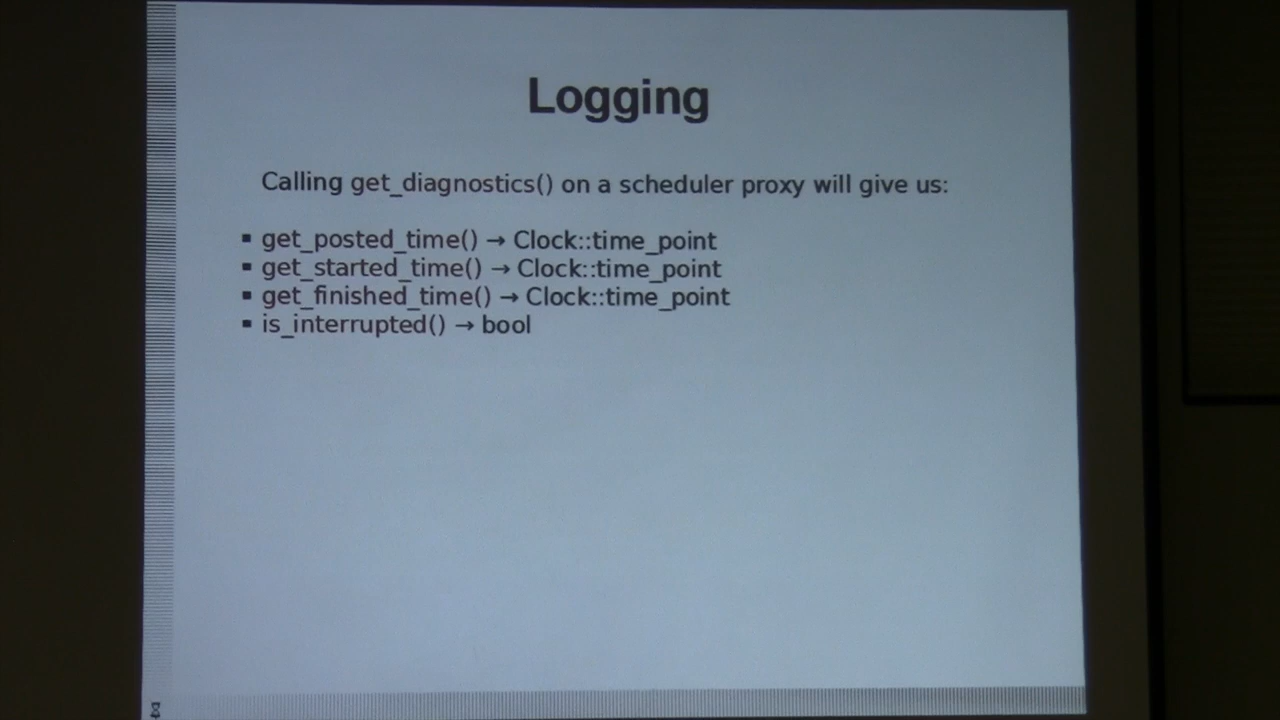 Logging
Calling get_diagnostics() on a scheduler proxy will give us:
▪ get_posted_time() → Clock::time_point
▪ get_started_time() → Clock::time_point
▪ get_finished_time() → Clock::time_point
▪ is_interrupted() → bool